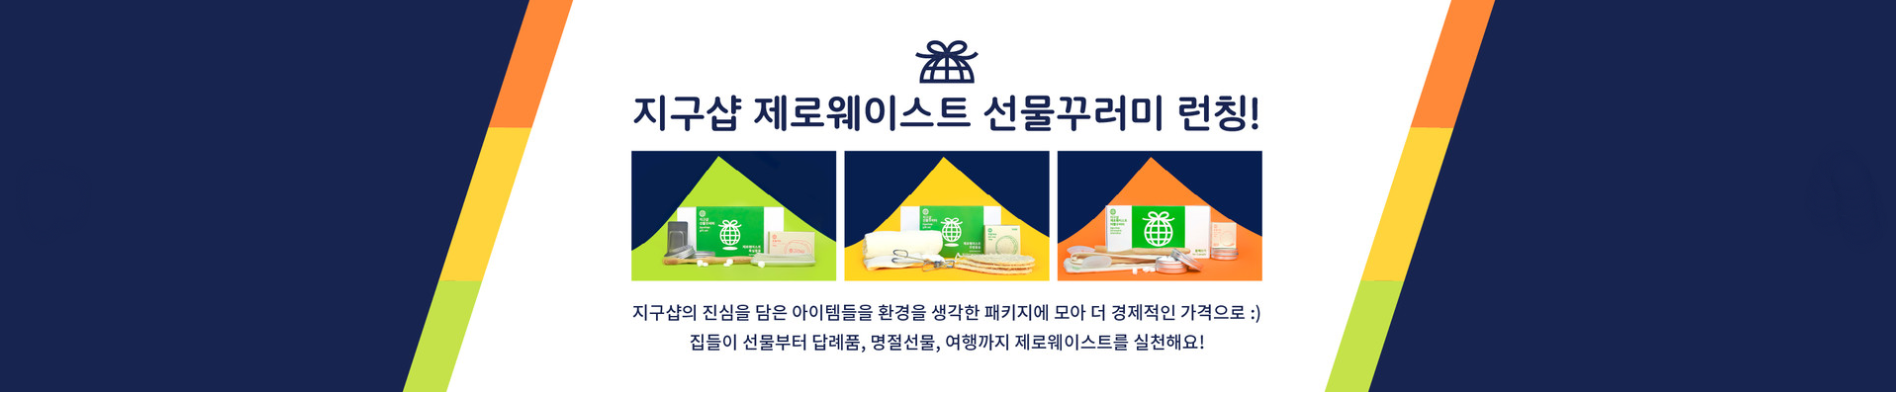 지구샵 제로웨이스트 선물꾸러미 런칭!
지구샵의 진심을 담은 아이템들을 환경을 생각한 패키지에 모아 더 경제적인 가격으로 :)
집들이 선물부터 답례품, 명절선물, 여행까지 제로웨이스트를 실천해요!